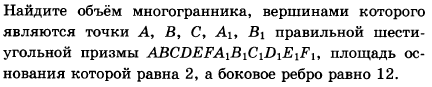 Найдите объём многогранника, вершинами которого
являются точки A, B, C, A₁, B₁ правильной шести-
угольной призмы ABCDEFA₁B₁C₁D₁E₁F₁, площадь ос-
нования которой равна 2, а боковое ребро равно 12.